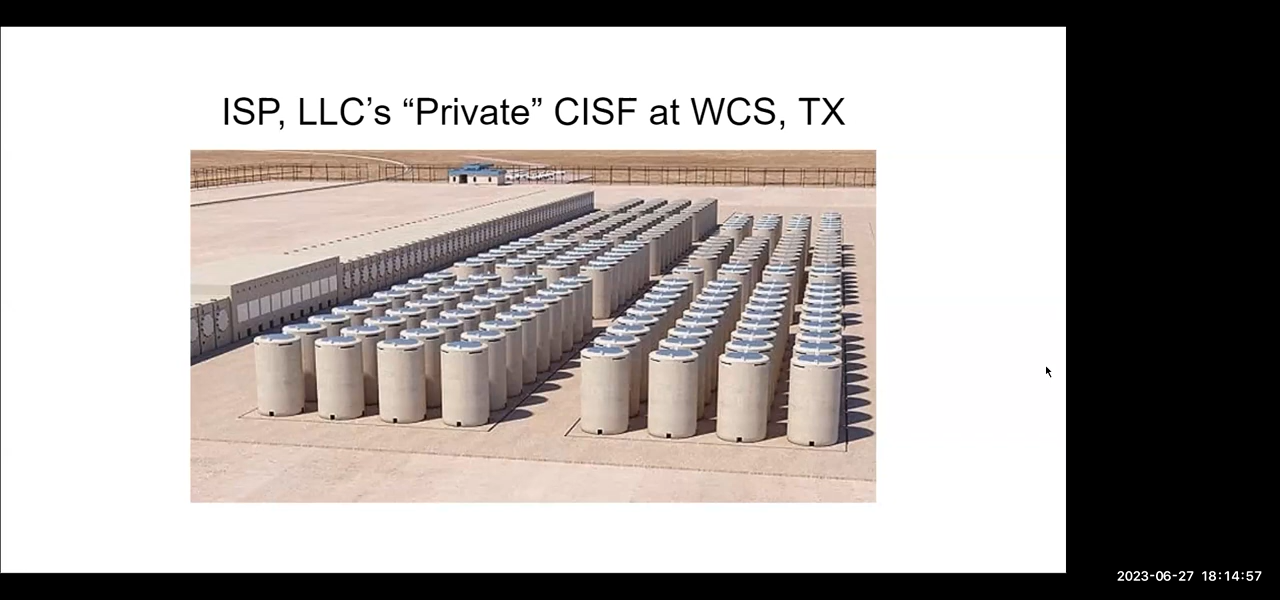 ISP, LLC’s “Private” CISF at WCS, TX
2023-06-27 18:14:57